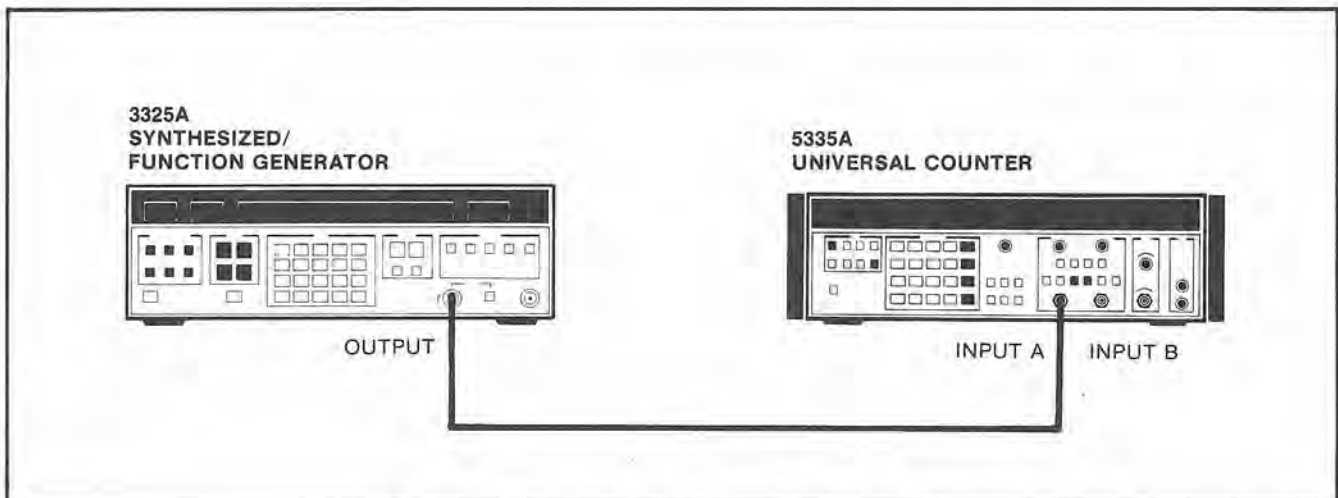 3325A
SYNTHESIZED/
FUNCTION GENERATOR
5335A
UNIVERSAL COUNTER
OUTPUT
INPUT A
INPUT B